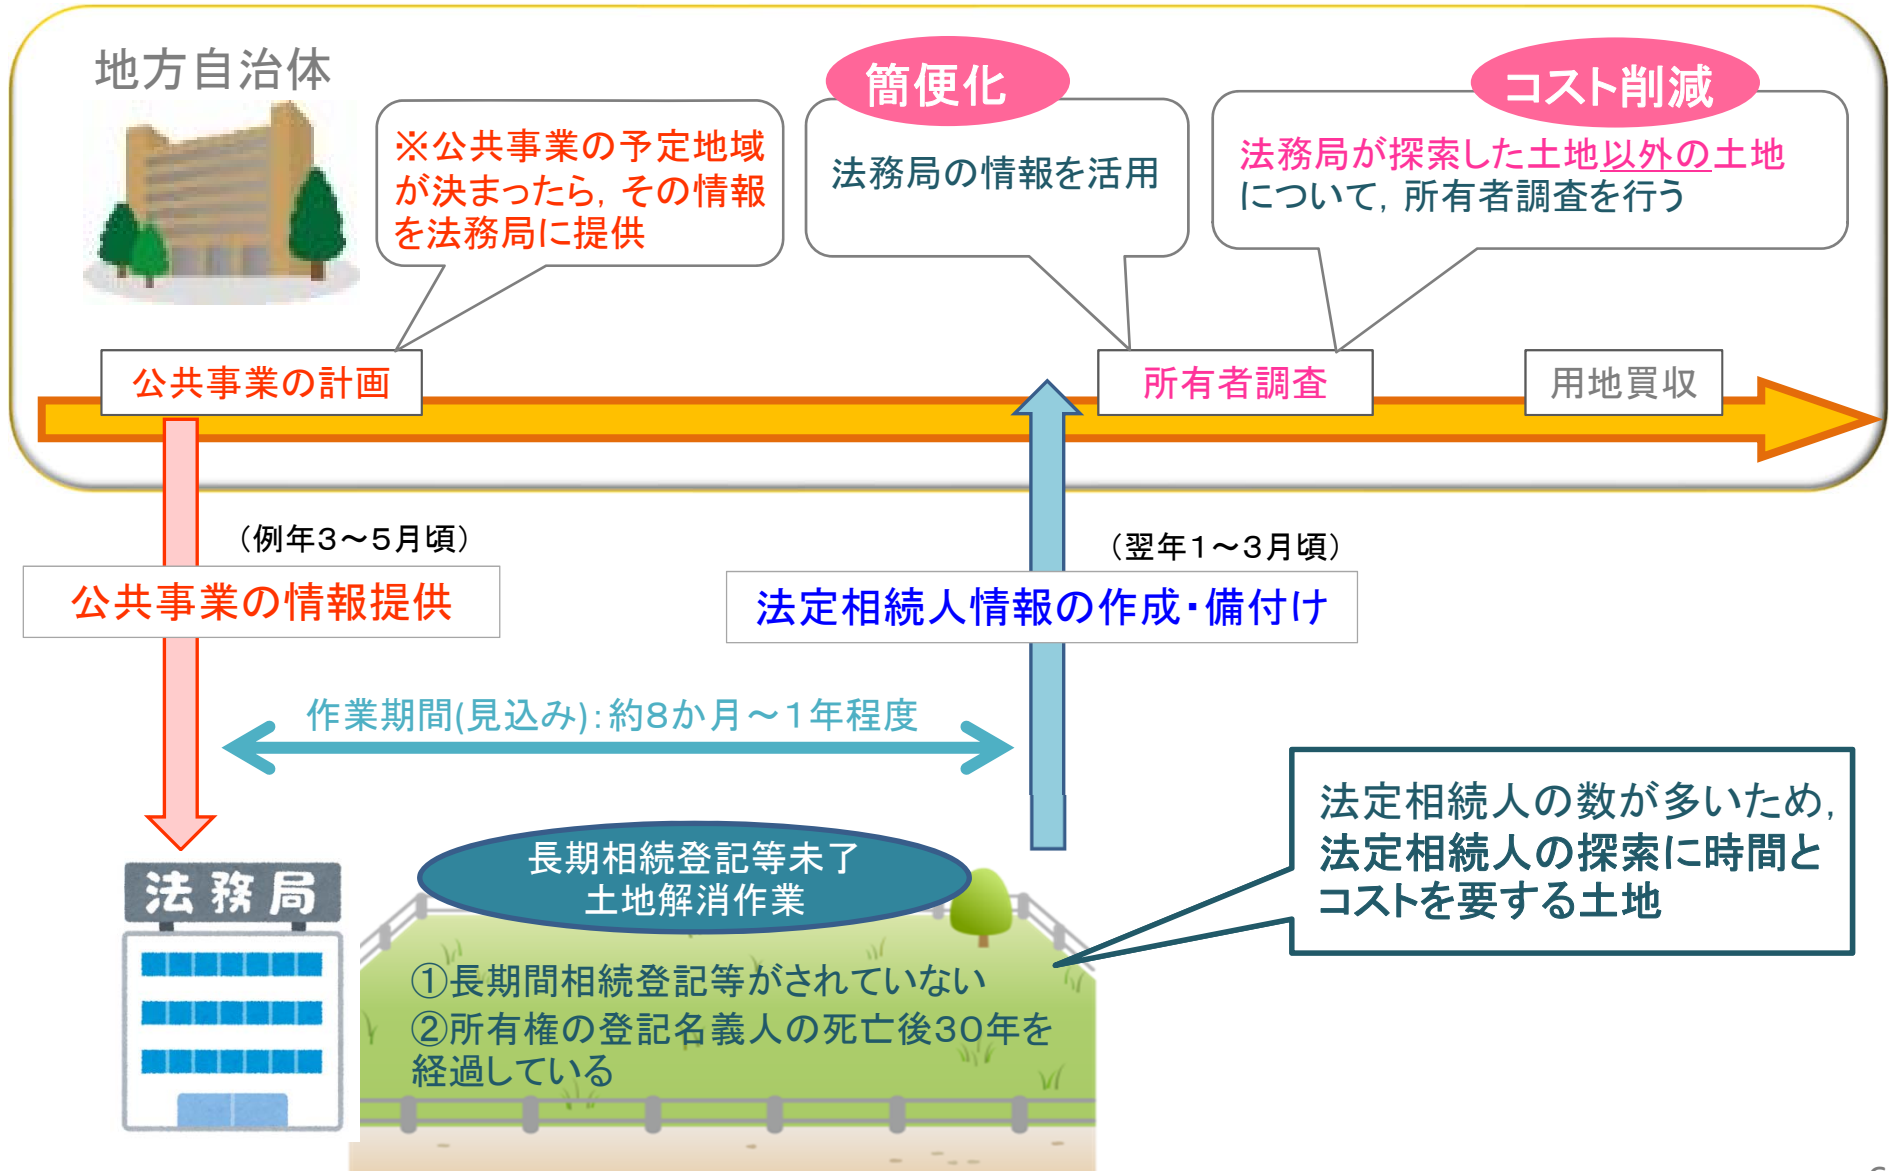 地方自治体
※公共事業の予定地域
が決まったら，その情報
を法務局に提供
簡便化
法務局の情報を活用
コスト削減
法務局が探索した土地以外の土地
について，所有者調査を行う
公共事業の計画
所有者調査
用地買収
（例年３～５月頃）
公共事業の情報提供
（翌年１～３月頃）
法定相続人情報の作成・備付け
作業期間(見込み)：約８か月～１年程度
法務局
長期相続登記等未了
土地解消作業
①長期間相続登記等がされていない
②所有権の登記名義人の死亡後３０年を
経過している
法定相続人の数が多いため，
法定相続人の探索に時間と
コストを要する土地